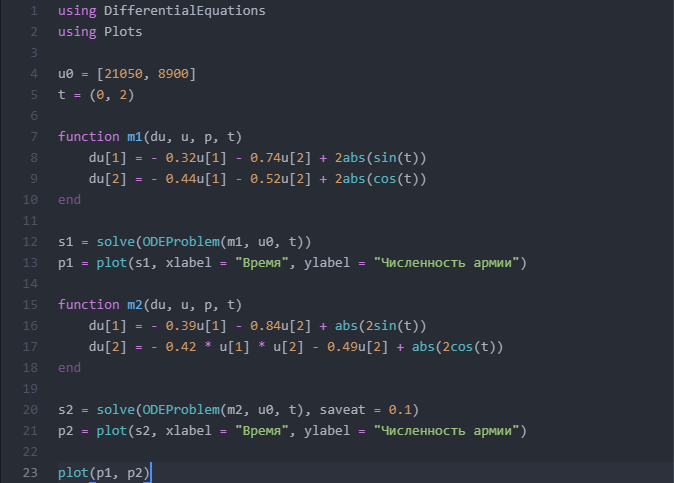 1 using DifferentialEquations
2 using Plots
3
4 u0 = [21050, 8900]
5 t = (0, 2)
6
7 function m1(du, u, p, t)
8     du[1] = - 0.32u[1] - 0.74u[2] + 2abs(sin(t))
9     du[2] = - 0.44u[1] - 0.52u[2] + 2abs(cos(t))
10 end
11
12 s1 = solve(ODEProblem(m1, u0, t))
13 p1 = plot(s1, xlabel = "Время", ylabel = "Численность армии")
14
15 function m2(du, u, p, t)
16     du[1] = - 0.39u[1] - 0.84u[2] + abs(2sin(t))
17     du[2] = - 0.42 * u[1] * u[2] - 0.49u[2] + abs(2cos(t))
18 end
19
20 s2 = solve(ODEProblem(m2, u0, t), saveat = 0.1)
21 p2 = plot(s2, xlabel = "Время", ylabel = "Численность армии")
22
23 plot(p1, p2)